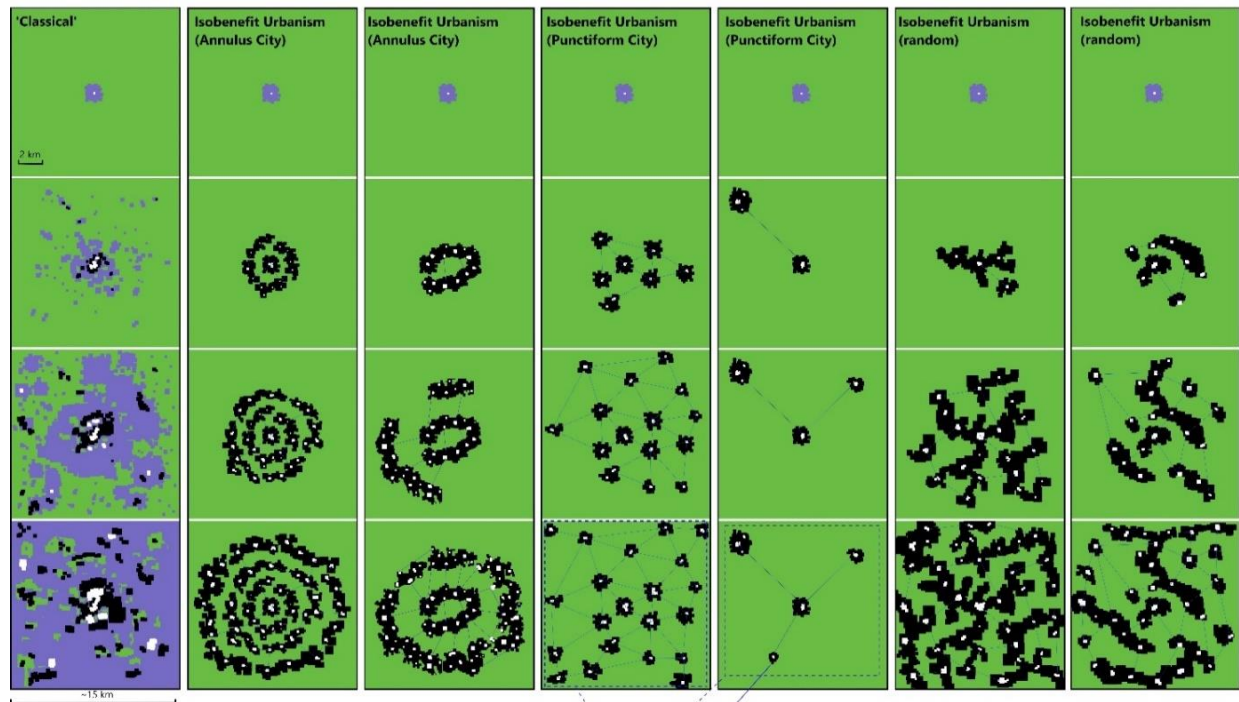 'Classical'
Isobenefit Urbanism
(Annulus City)
Isobenefit Urbanism
(Annulus City)
Isobenefit Urbanism
(Punctiform City)
Isobenefit Urbanism
(Punctiform City)
Isobenefit Urbanism
(random)
Isobenefit Urbanism
(random)
2 km
~15 km